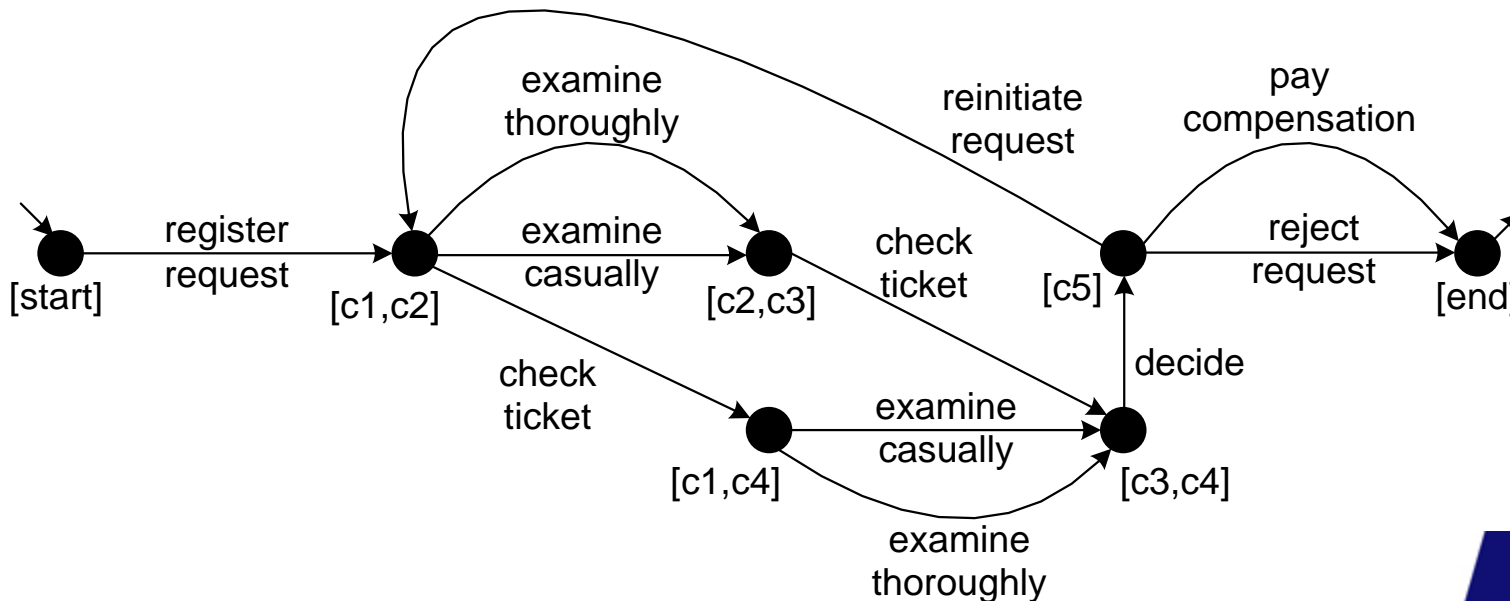 examine
thoroughly
reinitiate
request
pay
compensation
register
request
examine
casually
check
ticket
reject
request
[start]
[c1,c2]
[c2,c3]
[c5]
[end]
check
ticket
decide
examine
casually
[c1,c4]
[c3,c4]
examine
thoroughly